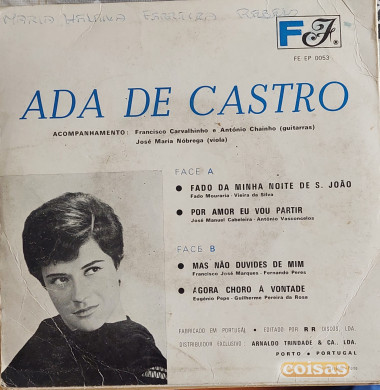 MARIA HALINA
F F.
FE EP 0053
ADA DE CASTRO
ACOMPANHAMENTO: Francisco Carvalhinho e António Chainho (guitarras)
José Maria Nóbrega (viola)
FACE A
● FADO DA MINHA NOITE DE S. JOÃO
Fado Mouraria - Vieira da Silva
● POR AMOR EU VOU PARTIR
José Manuel Cabeleira - António Vasconcelos
FACE B
● MAS NÃO DUVIDES DE MIM
Francisco José Marques - Fernando Peres
● AGORA CHORO À VONTADE
Eugénio Pepe - Guilherme Pereira da Rosa
FABRICADO EM PORTUGAL • EDITADO POR RR DISCOS, LDA.
DISTRIBUIDOR EXCLUSIVO ARNALDO TRINDADE & CA. LDA.
PORTO • PORTUGAL
coisas